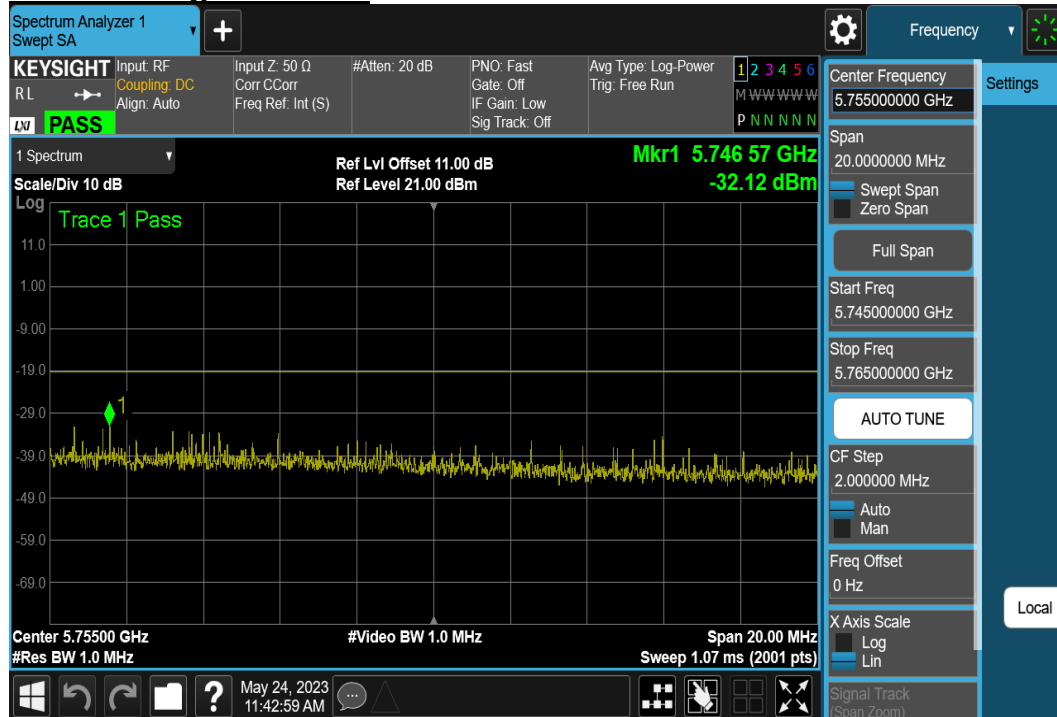 Spectrum Analyzer 1
Swept SA
+
Frequency
KEYSIGHT
RL
LXI PASS
Input: RF
Coupling: DC
Align: Auto
Input Z: 50 Ω
Corr CCorr
Freq Ref: Int (S)
#Atten: 20 dB
PNO: Fast
Gate: Off
IF Gain: Low
Sig Track: Off
Avg Type: Log-Power
Trig: Free Run
1 2 3 4 5 6
M W W W W W
P N N N N N
1 Spectrum
Scale/Div 10 dB
Ref Lvl Offset 11.00 dB
Ref Level 21.00 dBm
Mkr1 5.746 57 GHz
-32.12 dBm
Log
Trace 1 Pass
11.0
1.00
-9.00
-19.0
-29.0
1
-39.0
-49.0
-59.0
-69.0
Center 5.75500 GHz
#Res BW 1.0 MHz
#Video BW 1.0 MHz
Span 20.00 MHz
Sweep 1.07 ms (2001 pts)
?
May 24, 2023
11:42:59 AM
Center Frequency
5.755000000 GHz
Span
20.0000000 MHz
Swept Span
Zero Span
Full Span
Start Freq
5.745000000 GHz
Stop Freq
5.765000000 GHz
AUTO TUNE
CF Step
2.000000 MHz
Auto
Man
Freq Offset
0 Hz
X Axis Scale
Log
Lin
Signal Track
(Span Zoom)
Settings
Local